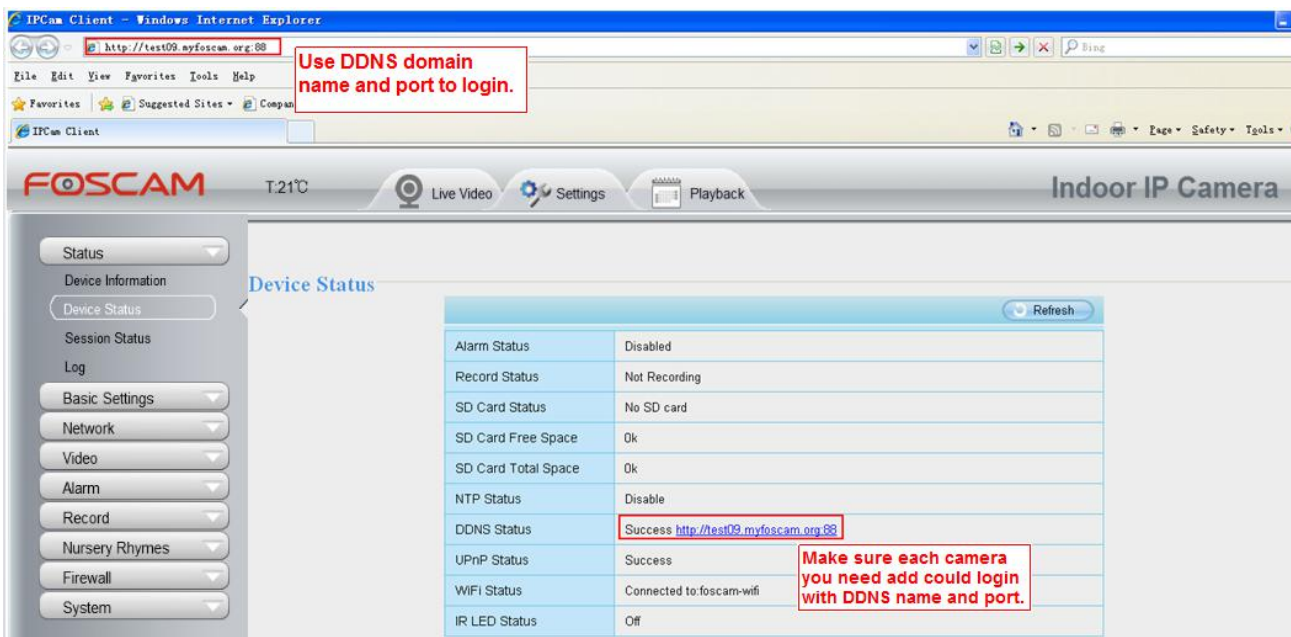 IPCam Client - Windows Internet Explorer
http://test09.myfoscam.org:88
Bing
Use DDNS domain
name and port to login.
File Edit View Favorites Tools Help
Favorites Suggested Sites Compan
IPCam Client
Page Safety Tools
FOSCAM T:21℃ Live Video Settings Playback Indoor IP Camera
Status
Device Information
Device Status
Session Status
Log
Basic Settings
Network
Video
Alarm
Record
Nursery Rhymes
Firewall
System
Device Status
Refresh
Alarm Status Disabled
Record Status Not Recording
SD Card Status No SD card
SD Card Free Space 0k
SD Card Total Space 0k
NTP Status Disable
DDNS Status Success http://test09.myfoscam.org:88
UPnP Status Success
WiFi Status Connected to:foscam-wifi
IR LED Status Off
Make sure each camera
you need add could login
with DDNS name and port.